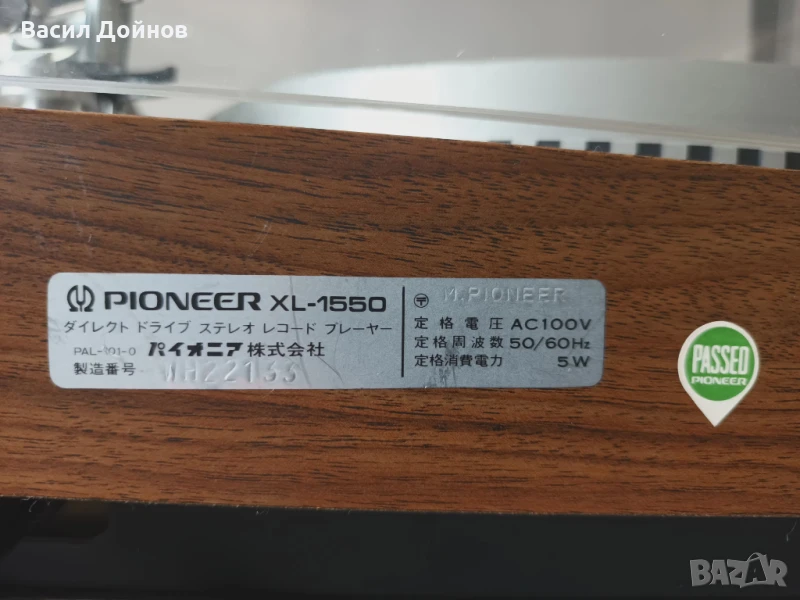 Васил Дойнов
PIONEER XL-1550
ダイレクト ドライブ ステレオ レコード プレーヤー
パイオニア株式会社
製造番号
〒 M.PIONEER
定格電圧 AC100V
定格周波数 50/60Hz
定格消費電力 5W
PASSED
PIONEER
BAZAR